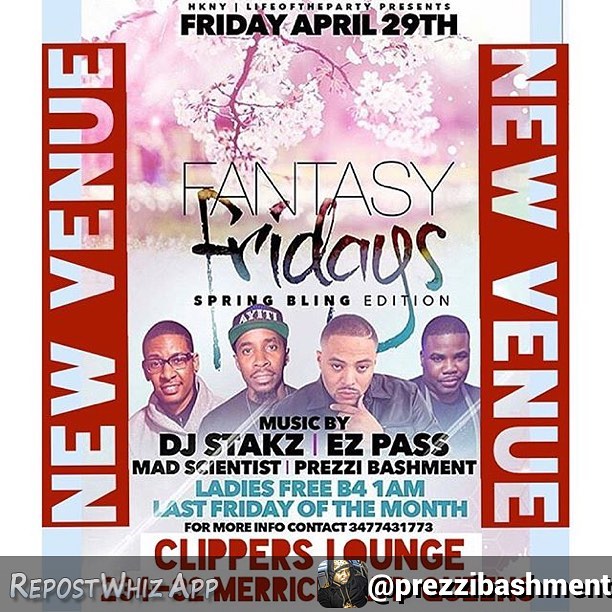 HKNY | LIFEOFTHEPARTY PRESENTS
FRIDAY APRIL 29TH
NEW VENUE
NEW VENUE
FANTASY
Fridays
SPRING BLING EDITION
AYITI
MUSIC BY
DJ STAKZ | EZ PASS
MAD SCIENTIST | PREZZI BASHMENT
LADIES FREE B4 1AM
LAST FRIDAY OF THE MONTH
FOR MORE INFO CONTACT 3477431773
CLIPPERS LOUNGE
MERRICK
REPOSTWHIZ APP
@prezzibashment